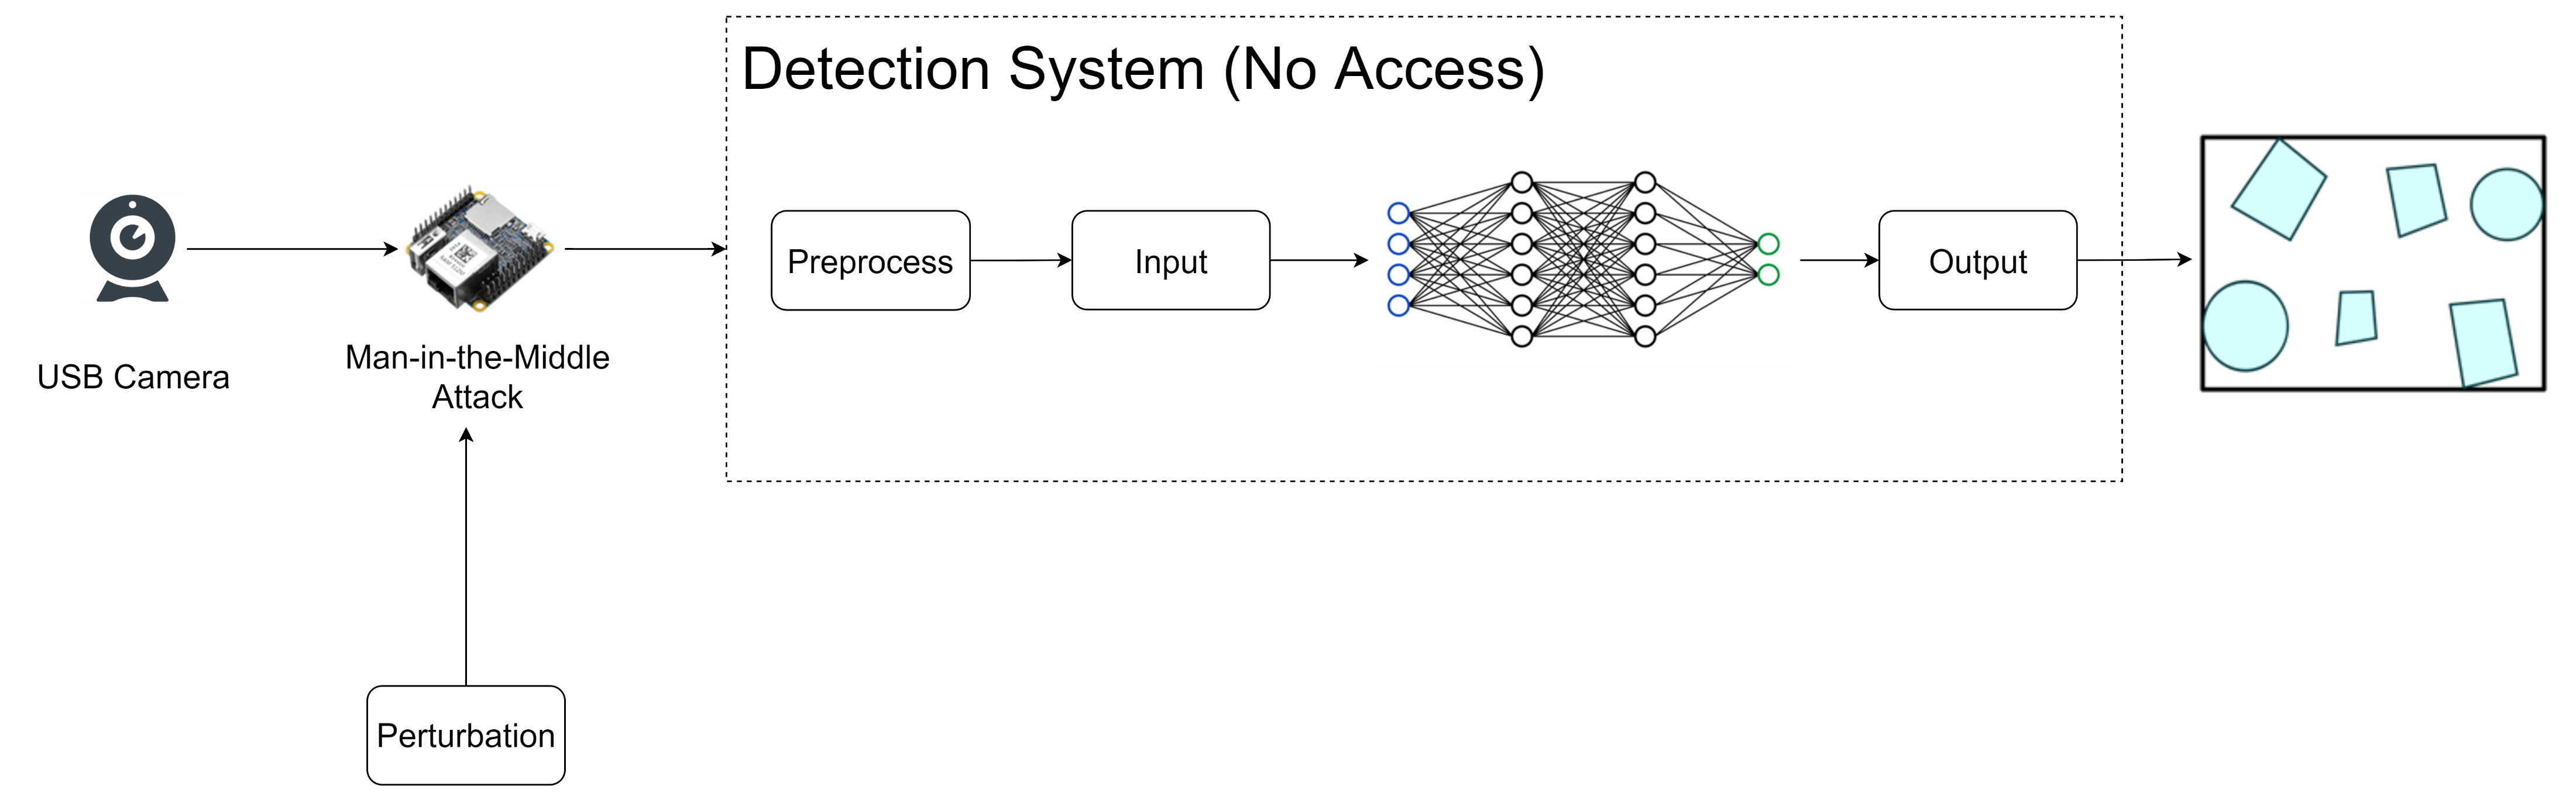 Detection System (No Access)
Preprocess
Input
Output
USB Camera
Man-in-the-Middle
Attack
Perturbation